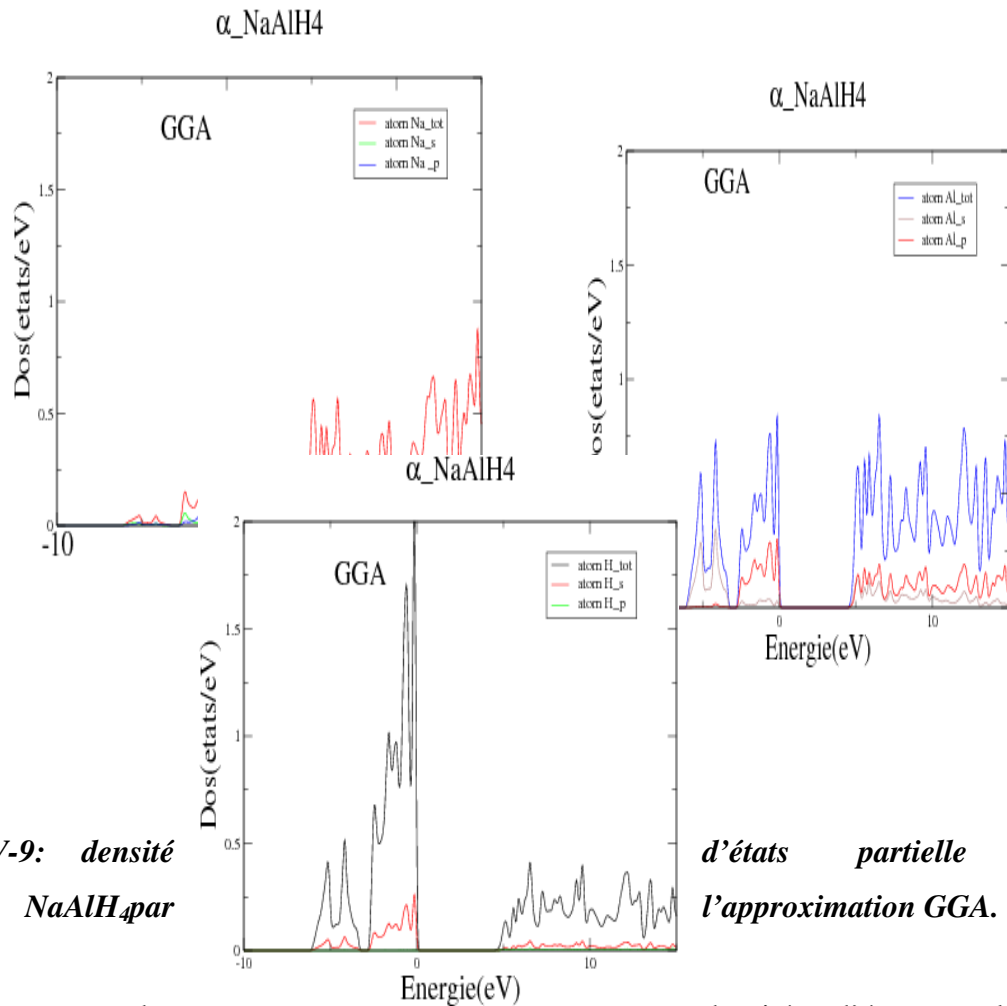 α_NaAlH4
2
GGA
atom Na_tot
atom Na_s
atom Na_p
1.5
1
0.5
0
-10
Dos(etats/eV)
α_NaAlH4
2
GGA
atom Al_tot
atom Al_s
atom Al_p
1.5
1
os(etats/eV)
0
10
Energie(eV)
α_NaAlH4
2
GGA
atom H_tot
atom H_s
atom H_p
1.5
1
0.5
0
-10
0
10
Dos(etats/eV)
Energie(eV)
V-9: densité d'états partielle
NaAlH₄par l'approximation GGA.